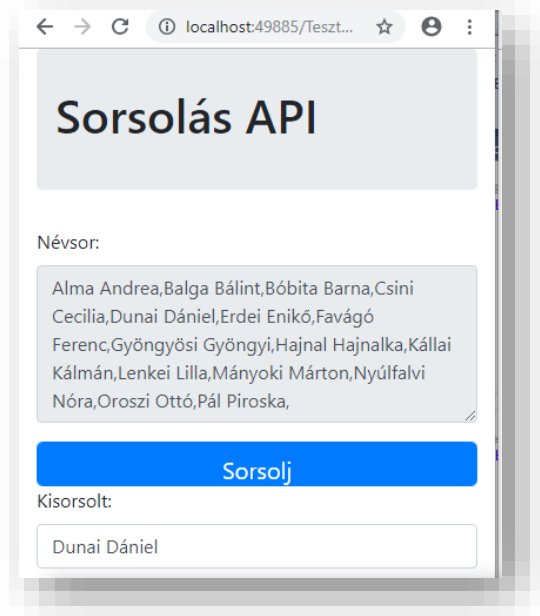 localhost:49885/Teszt...
Sorsolás API
Névsor:
Alma Andrea,Balga Bálint,Bóbita Barna,Csini
Cecilia,Dunai Dániel,Erdei Enikő,Favágó
Ferenc,Gyöngyösi Gyöngyi,Hajnal Hajnalka,Kállai
Kálmán,Lenkei Lilla,Mányoki Márton,Nyúlfalvi
Nóra,Oroszi Ottó,Pál Piroska,
Sorsolj
Kisorsolt:
Dunai Dániel